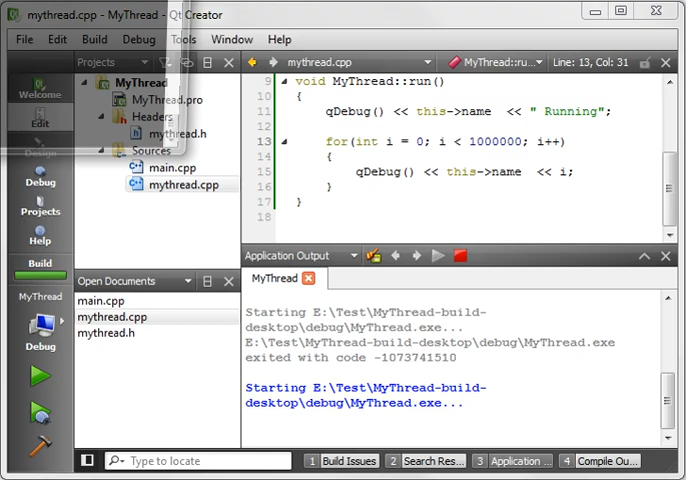 mythread.cpp - MyThread - Qt Creator
File Edit Build Debug Tools Window Help
Projects
mythread.cpp
MyThread::ru...
Line: 13, Col: 31
Welcome
Edit
Design
Debug
Projects
Help
Build
MyThread
Debug
MyThread
MyThread.pro
Headers
mythread.h
Sources
main.cpp
mythread.cpp
Open Documents
main.cpp
mythread.cpp
mythread.h
9 void MyThread::run()
10 {
11 qDebug() << this->name << " Running";
12
13 for(int i = 0; i < 1000000; i++)
14 {
15 qDebug() << this->name << i;
16 }
17 }
18
Application Output
MyThread
Starting E:\Test\MyThread-build-
desktop\debug\MyThread.exe...
E:\Test\MyThread-build-desktop\debug\MyThread.exe
exited with code -1073741510
Starting E:\Test\MyThread-build-
desktop\debug\MyThread.exe...
Type to locate
1 Build Issues
2 Search Res...
3 Application ...
4 Compile Ou...